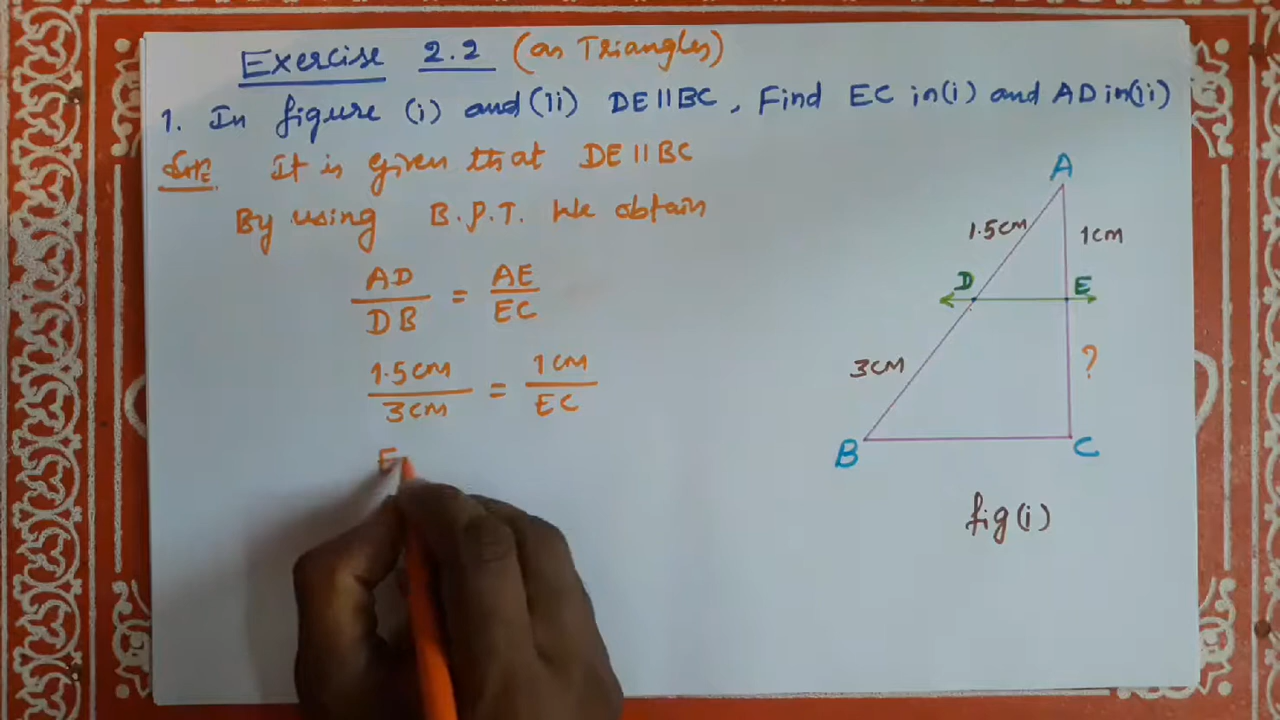 Exercise 2.2 (on Triangles)
1. In figure (i) and (ii) DE || BC, Find EC in(i) and AD in(ii)
Soln. It is given that DE || BC
By using B.P.T. We obtain
AD/DB = AE/EC
1.5cm/3cm = 1cm/EC
E
A
1.5cm
1cm
D
E
3cm
?
B
C
fig(i)